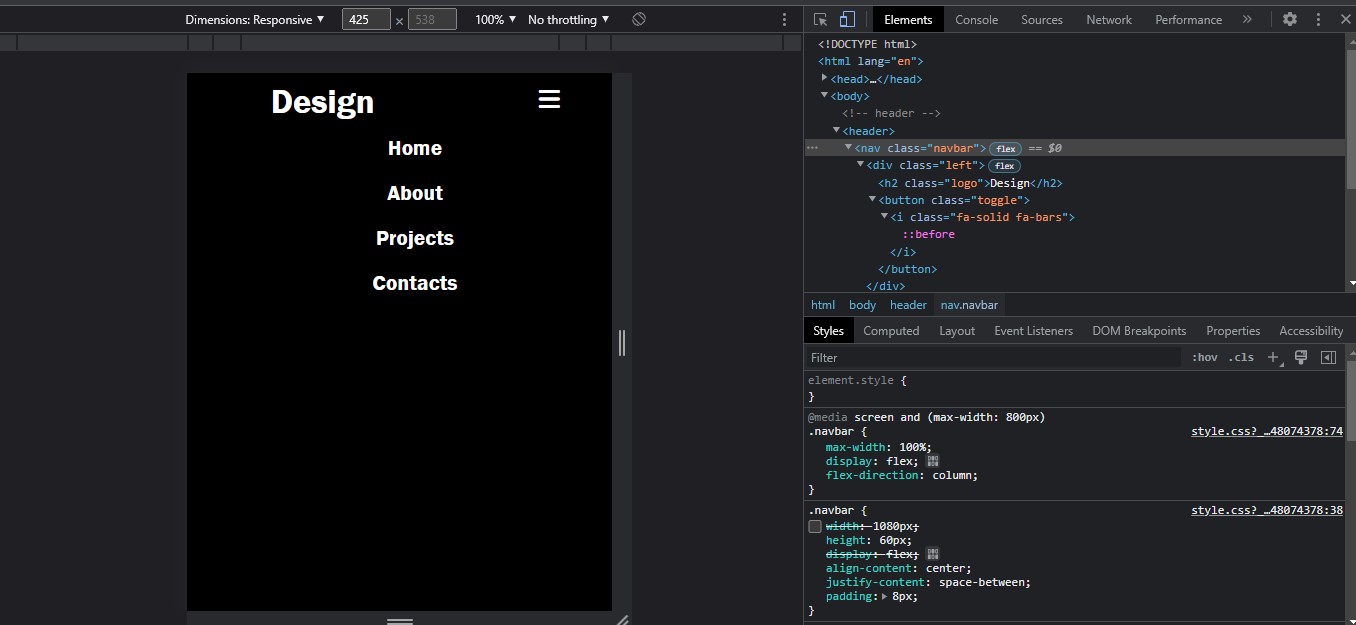 Dimensions: Responsive ▼ 425 × 538 100% ▼ No throttling ▼
Elements Console Sources Network Performance »
Design
Home
About
Projects
Contacts
<!DOCTYPE html>
<html lang="en">
<head>…</head>
<body>
<!-- header -->
<header>
<nav class="navbar"> flex == $0
<div class="left"> flex
<h2 class="logo">Design</h2>
<button class="toggle">
<i class="fa-solid fa-bars">
::before
</i>
</button>
</div>
html body header nav.navbar
Styles Computed Layout Event Listeners DOM Breakpoints Properties Accessibility
Filter :hov .cls
element.style {
}
@media screen and (max-width: 800px)
.navbar { style.css?_…48074378:74
max-width: 100%;
display: flex;
flex-direction: column;
}
.navbar { style.css?_…48074378:38
width: 1080px;
height: 60px;
display: flex;
align-content: center;
justify-content: space-between;
padding: 8px;
}